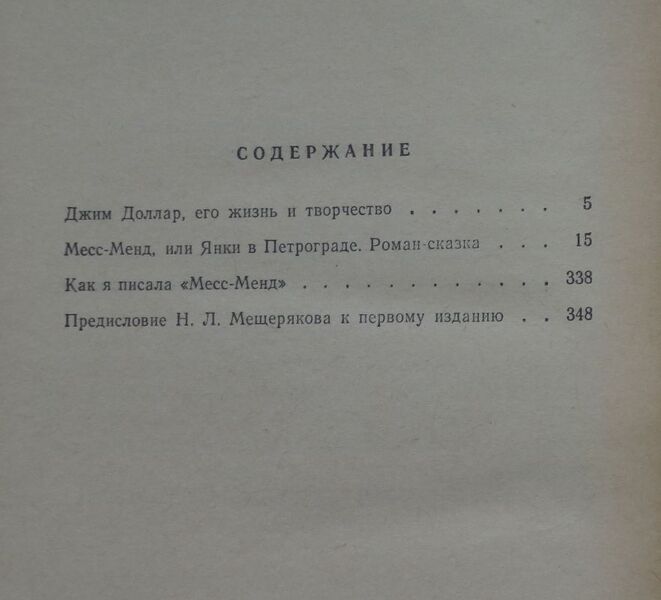 СОДЕРЖАНИЕ
Джим Доллар, его жизнь и творчество . . . . . . . 5
Месс-Менд, или Янки в Петрограде. Роман-сказка . . . 15
Как я писала «Месс-Менд» . . . . . . . . . . . . 338
Предисловие Н. Л. Мещерякова к первому изданию . . 348